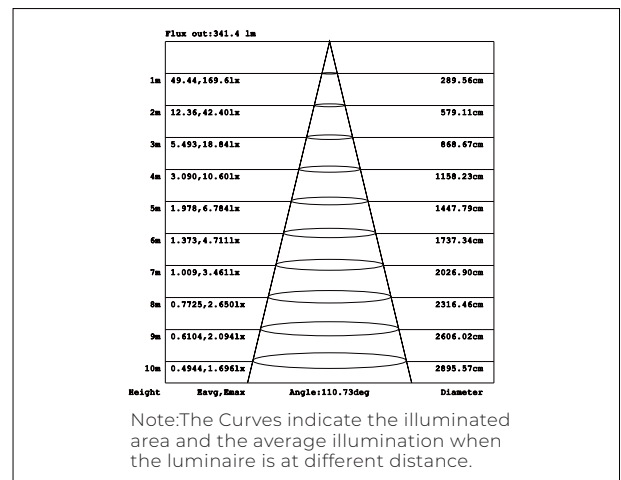 Flux out:341.4 lm
1m 49.44,169.6lx 289.56cm
2m 12.36,42.40lx 579.11cm
3m 5.493,18.84lx 868.67cm
4m 3.090,10.60lx 1158.23cm
5m 1.978,6.784lx 1447.79cm
6m 1.373,4.711lx 1737.34cm
7m 1.009,3.461lx 2026.90cm
8m 0.7725,2.650lx 2316.46cm
9m 0.6104,2.094lx 2606.02cm
10m 0.4944,1.696lx 2895.57cm
Height Eavg,Emax Angle:110.73deg Diameter
Note:The Curves indicate the illuminated
area and the average illumination when
the luminaire is at different distance.